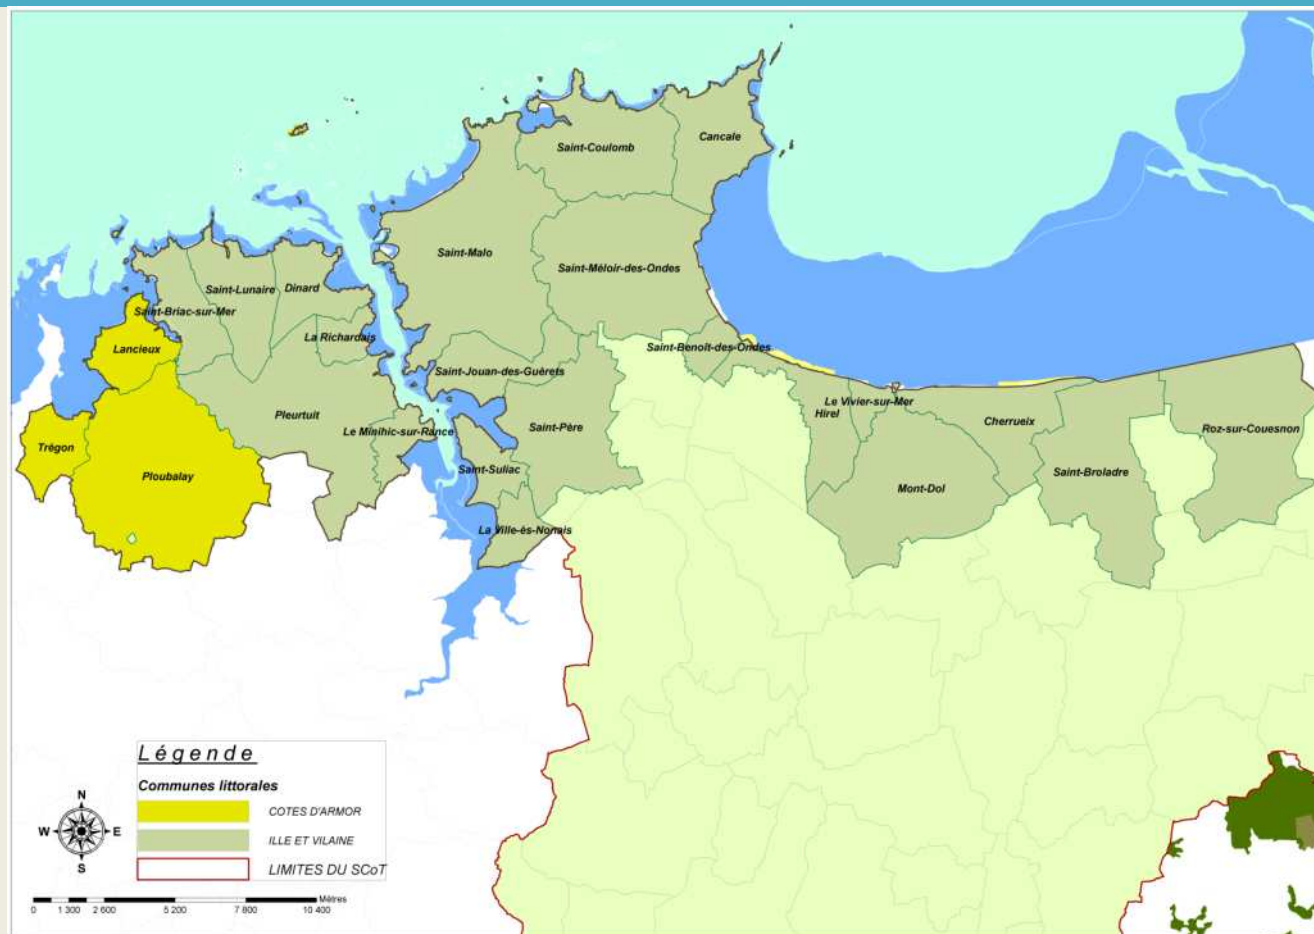 Cancale
Saint-Coulomb
Saint-Malo
Saint-Méloir-des-Ondes
Saint-Lunaire
Dinard
Saint-Briac-sur-Mer
La Richardais
Lancieux
Saint-Benoît-des-Ondes
Saint-Jouan-des-Guérets
Le Vivier-sur-Mer
Hirel
Pleurtuit
Cherrueix
Le Minihic-sur-Rance
Saint-Père
Roz-sur-Couesnon
Trégon
Saint-Suliac
Saint-Broladre
Ploubalay
Mont-Dol
La Ville-ès-Nonais
Légende
Communes littorales
COTES D'ARMOR
ILLE ET VILAINE
LIMITES DU SCoT
N
W E
S
Mètres
0 1 300 2 600 5 200 7 800 10 400